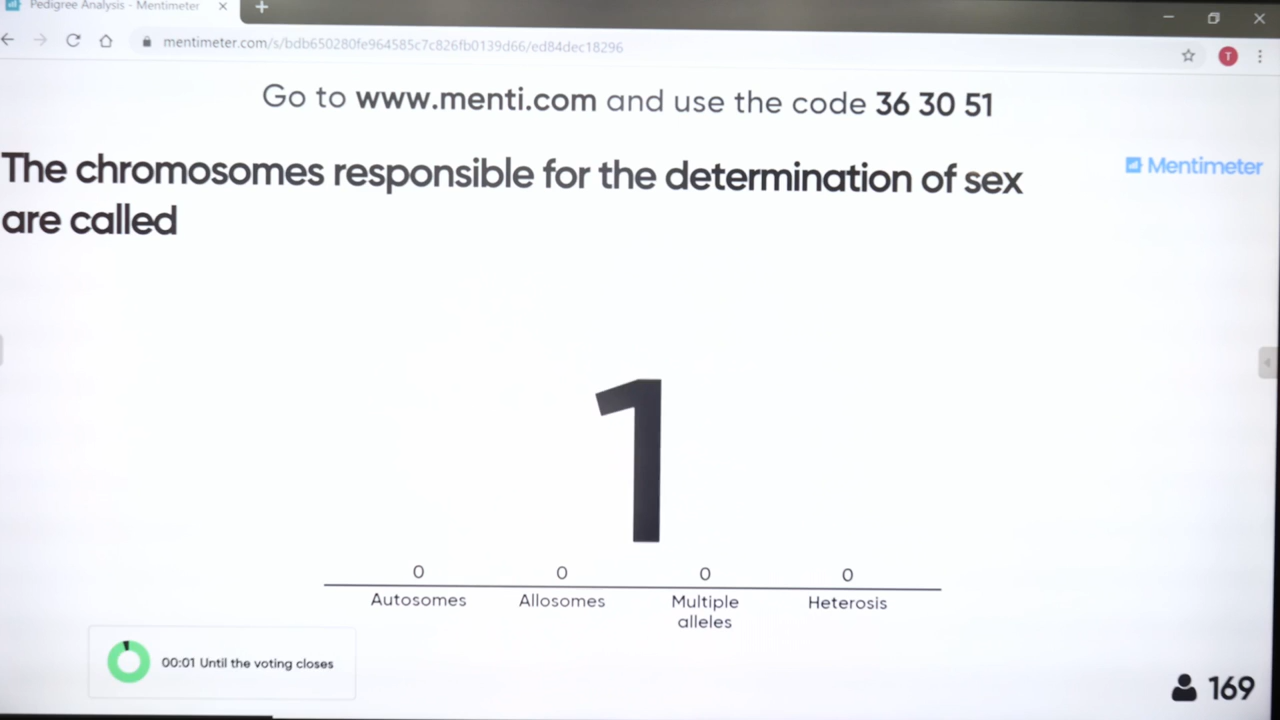 Pedigree Analysis - Mentimeter
mentimeter.com/s/bdb650280fe964585c7c826fb0139d66/ed84dec18296
T
Go to www.menti.com and use the code 36 30 51
Mentimeter
The chromosomes responsible for the determination of sex
are called
1
0 0 0 0
Autosomes Allosomes Multiple alleles Heterosis
00:01 Until the voting closes
169